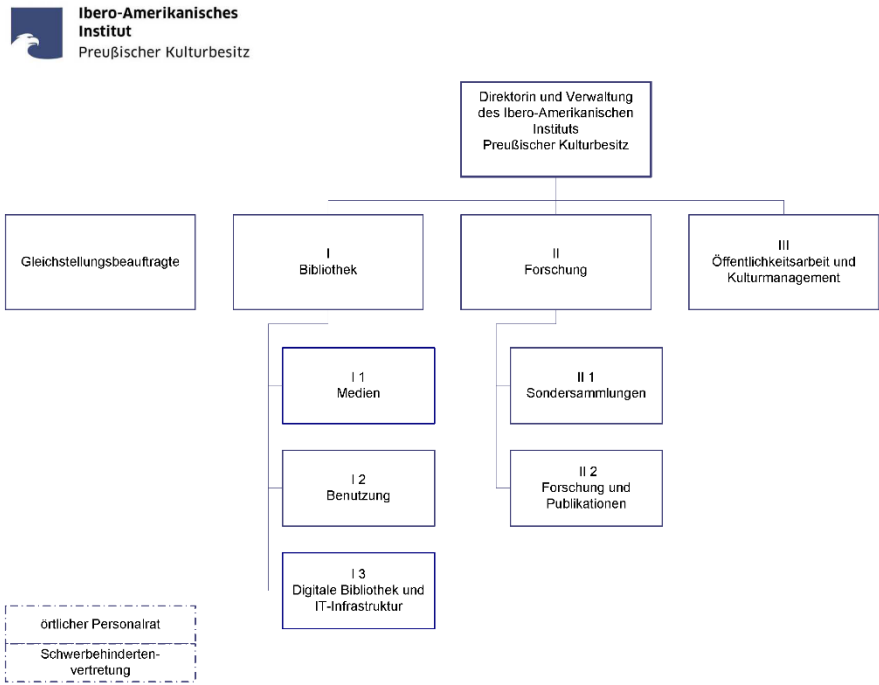 Ibero-Amerikanisches
Institut
Preußischer Kulturbesitz
Direktorin und Verwaltung
des Ibero-Amerikanischen
Instituts
Preußischer Kulturbesitz
Gleichstellungsbeauftragte
I
Bibliothek
II
Forschung
III
Öffentlichkeitsarbeit und
Kulturmanagement
I 1
Medien
I 2
Benutzung
I 3
Digitale Bibliothek und
IT-Infrastruktur
II 1
Sondersammlungen
II 2
Forschung und
Publikationen
örtlicher Personalrat
Schwerbehinderten-
vertretung